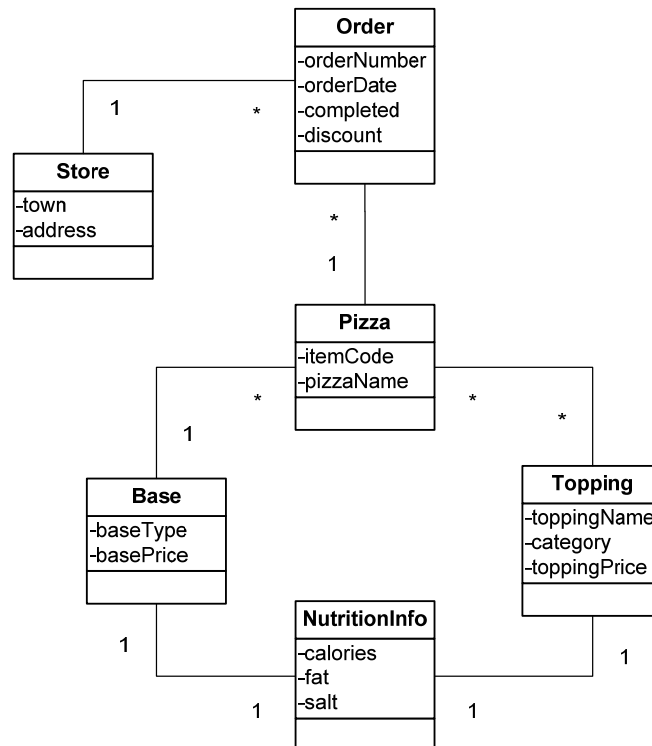 Order
-orderNumber
-orderDate
-completed
-discount
1
*
Store
-town
-address
*
1
Pizza
-itemCode
-pizzaName
*
*
1
*
Base
-baseType
-basePrice
Topping
-toppingName
-category
-toppingPrice
NutritionInfo
-calories
-fat
-salt
1
1
1
1